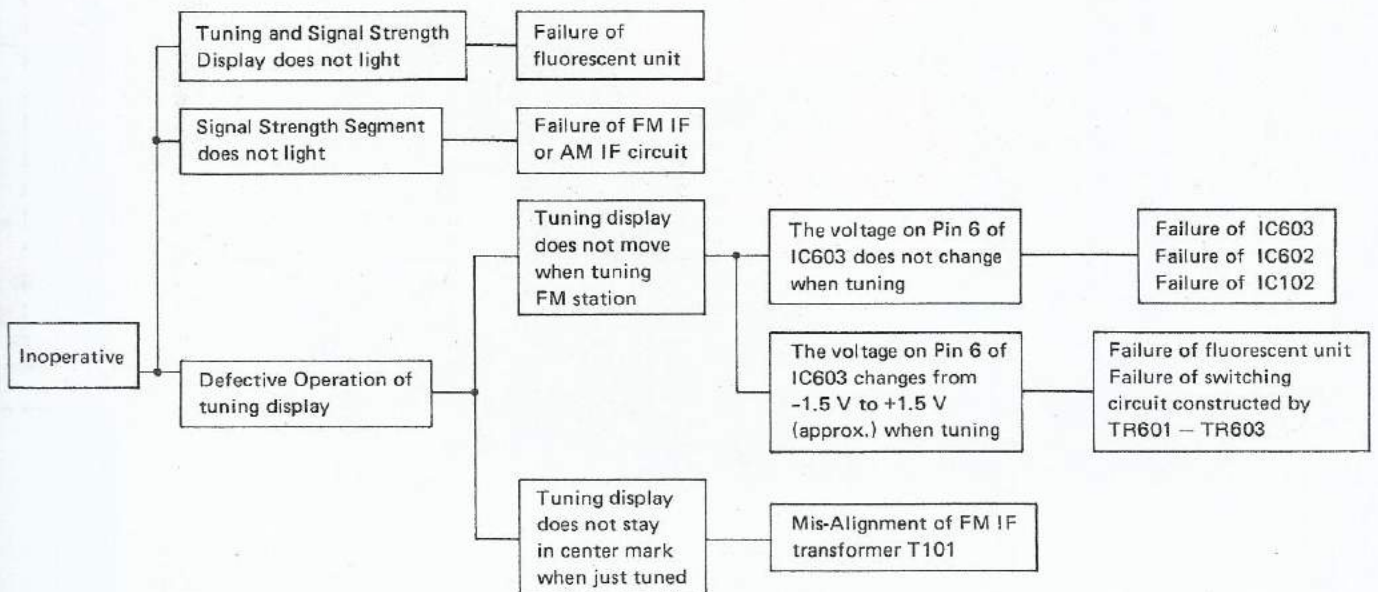 Tuning and Signal Strength
Display does not light
Failure of
fluorescent unit
Signal Strength Segment
does not light
Failure of FM IF
or AM IF circuit
Inoperative
Defective Operation of
tuning display
Tuning display
does not move
when tuning
FM station
The voltage on Pin 6 of
IC603 does not change
when tuning
Failure of IC603
Failure of IC602
Failure of IC102
The voltage on Pin 6 of
IC603 changes from
-1.5 V to +1.5 V
(approx.) when tuning
Failure of fluorescent unit
Failure of switching
circuit constructed by
TR601 — TR603
Tuning display
does not stay
in center mark
when just tuned
Mis-Alignment of FM IF
transformer T101